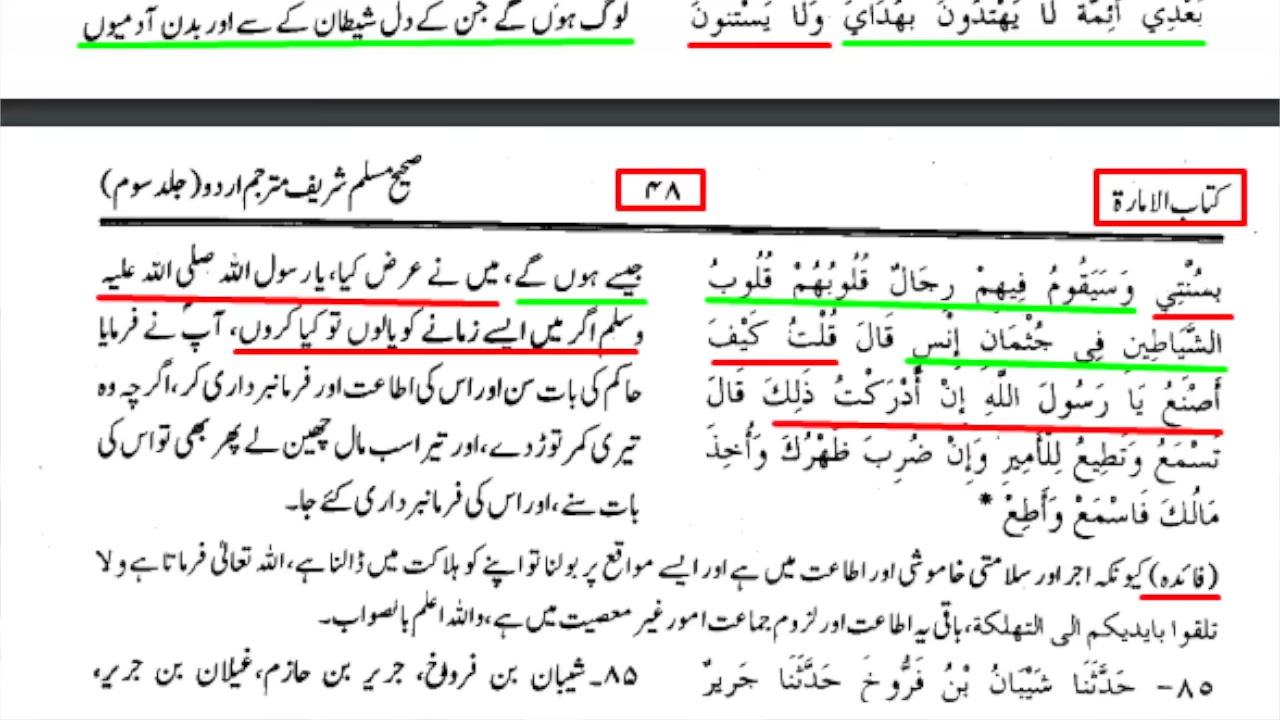 بَعْدِي أَئِمَّةٌ لَا يَهْتَدُونَ بِهُدَايَ وَلَا يَسْتَنُّونَ
لوگ ہوں گے جن کے دل شیطان کے سے اور بدن آدمیوں
کتاب الامارۃ
۴۸
صحیح مسلم شریف مترجم اردو (جلد سوم)
بِسُنَّتِي وَسَيَقُومُ فِيهِمْ رِجَالٌ قُلُوبُهُمْ قُلُوبُ
الشَّيَاطِينِ فِي جُثْمَانِ إِنْسٍ قَالَ قُلْتُ كَيْفَ
أَصْنَعُ يَا رَسُولَ اللَّهِ إِنْ أَدْرَكْتُ ذَلِكَ قَالَ
تَسْمَعُ وَتُطِيعُ لِلْأَمِيرِ وَإِنْ ضُرِبَ ظَهْرُكَ وَأُخِذَ
مَالُكَ فَاسْمَعْ وَأَطِعْ *
جیسے ہوں گے، میں نے عرض کیا، یا رسول اللہ صلی اللہ علیہ
وسلم اگر میں ایسے زمانے کو پالوں تو کیا کروں، آپؐ نے فرمایا
حاکم کی بات سن اور اس کی اطاعت اور فرمانبرداری کر، اگرچہ وہ
تیری کمر توڑ دے، اور تیرا سب مال چھین لے پھر بھی تو اس کی
بات سنے، اور اس کی فرمانبرداری کئے جا۔
(فائدہ) کیونکہ اجر اور سلامتی خاموشی اور اطاعت میں ہے اور ایسے مواقع پر بولنا تو اپنے کو ہلاکت میں ڈالنا ہے، اللہ تعالیٰ فرماتا ہے و لا
تلقوا بایدیکم الی التھلکة، باقی یہ اطاعت اور لزوم جماعت امور غیر معصیت میں ہے، واللہ اعلم بالصواب۔
۸۵- حَدَّثَنَا شَيْبَانُ بْنُ فَرُّوخَ حَدَّثَنَا جَرِيرٌ
۸۵۔ شیبان بن فروخ، جریر بن حازم، غیلان بن جریر،